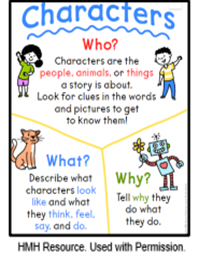 Characters
Who?
Characters are the
people, animals, or things
a story is about.
Look for clues in the words
and pictures to get
to know them!
What?
Describe what
characters look
like and what
they think, feel,
say, and do.
Why?
Tell why they
do what
they do.
HMH Resource. Used with Permission.